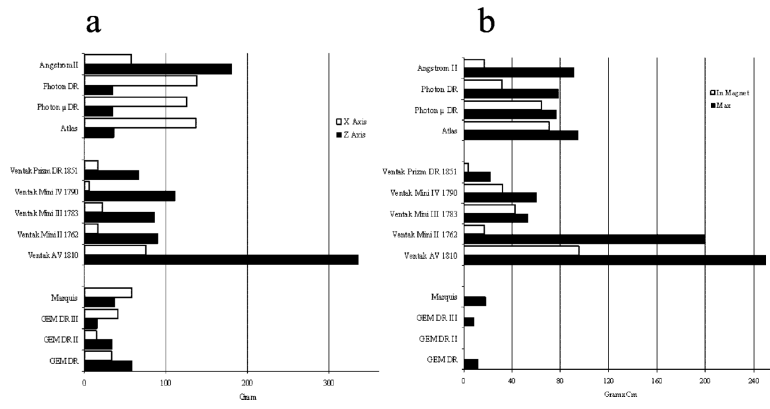 a
Angstrom II
Photon DR
Photon μ DR
Atlas
Ventak Prizm DR 1851
Ventak Mini IV 1790
Ventak Mini III 1783
Ventak Mini II 1762
Ventak AV 1810
Marquis
GEM DR III
GEM DR II
GEM DR
0 100 200 300
Gram
X Axis
Z Axis
b
Angstrom II
Photon DR
Photon μ DR
Atlas
Ventak Prizm DR 1851
Ventak Mini IV 1790
Ventak Mini III 1783
Ventak Mini II 1762
Ventak AV 1810
Marquis
GEM DR III
GEM DR II
GEM DR
0 40 80 120 160 200 240
GramxCm
In Magnet
Max